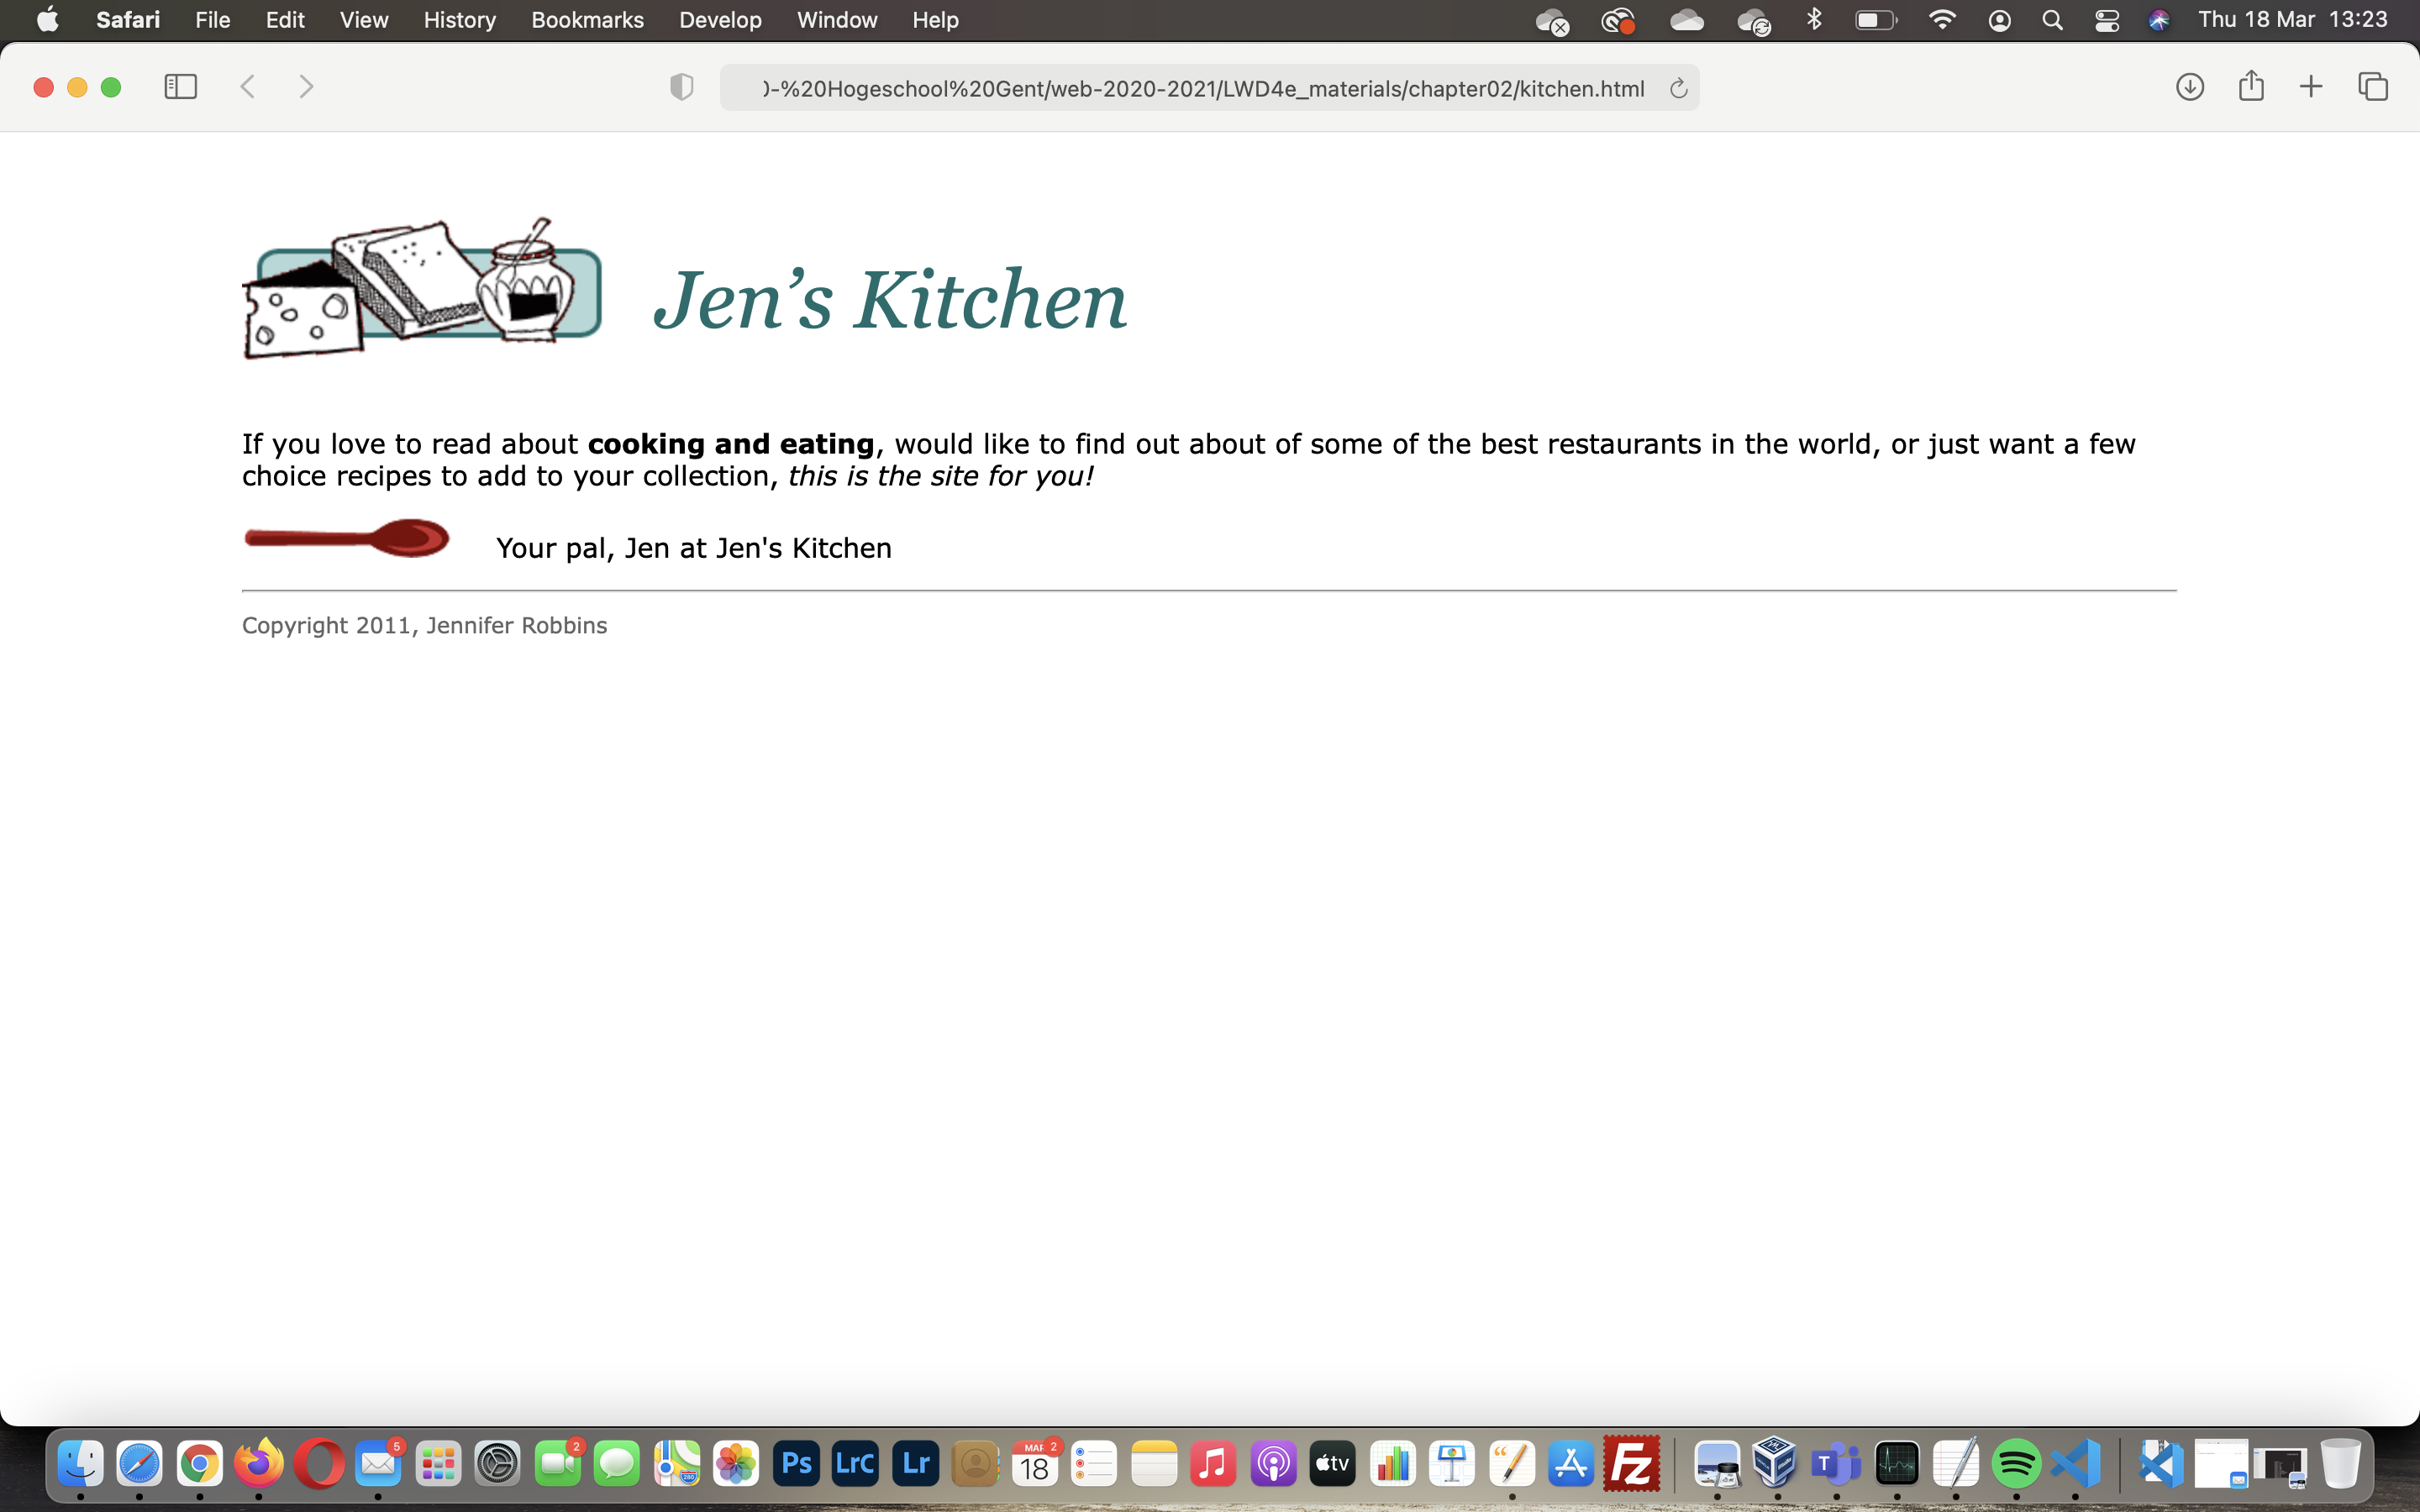 Safari File Edit View History Bookmarks Develop Window Help Thu 18 Mar 13:23
)-%20Hogeschool%20Gent/web-2020-2021/LWD4e_materials/chapter02/kitchen.html
Jen’s Kitchen
If you love to read about cooking and eating, would like to find out about of some of the best restaurants in the world, or just want a few
choice recipes to add to your collection, this is the site for you!
Your pal, Jen at Jen's Kitchen
Copyright 2011, Jennifer Robbins
5 2 280 Ps LrC Lr MAR 2 18 tv Fz T